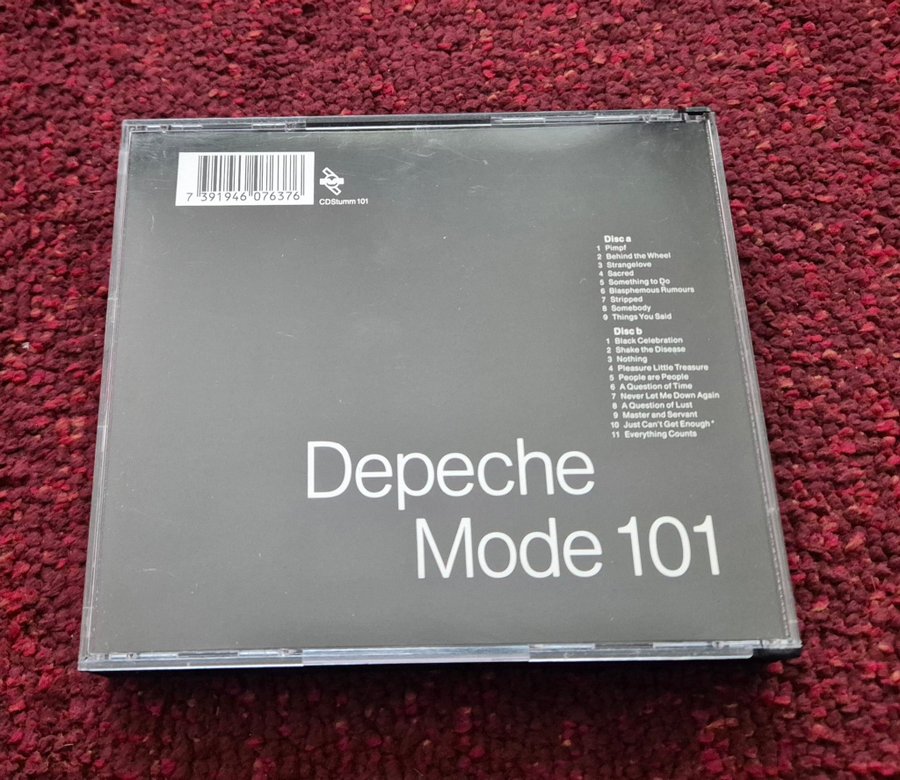 7 391946 076376
CDStumm 101
Disc a
1 Pimpf
2 Behind the Wheel
3 Strangelove
4 Sacred
5 Something to Do
6 Blasphemous Rumours
7 Stripped
8 Somebody
9 Things You Said
Disc b
1 Black Celebration
2 Shake the Disease
3 Nothing
4 Pleasure Little Treasure
5 People are People
6 A Question of Time
7 Never Let Me Down Again
8 A Question of Lust
9 Master and Servant
10 Just Can't Get Enough*
11 Everything Counts
Depeche
Mode 101